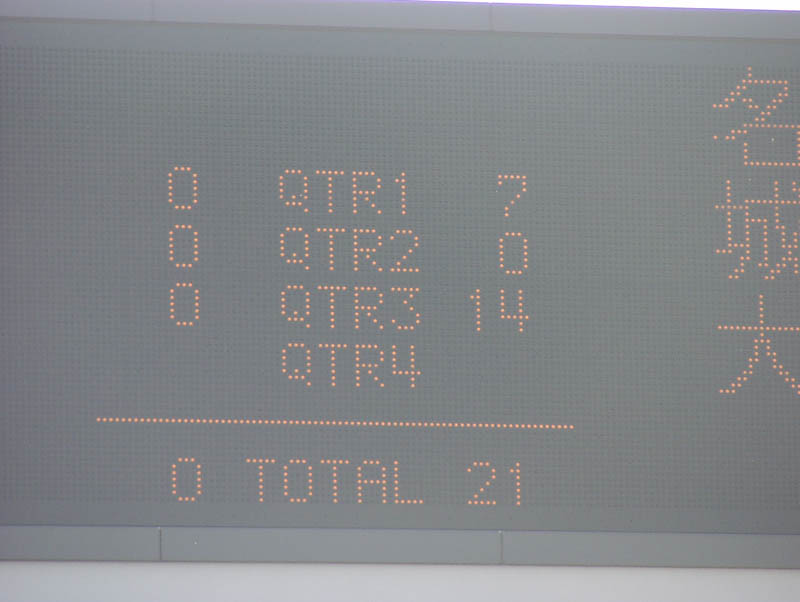 0 QTR1 7
0 QTR2 0
0 QTR3 14
QTR4
0 TOTAL 21
名城大